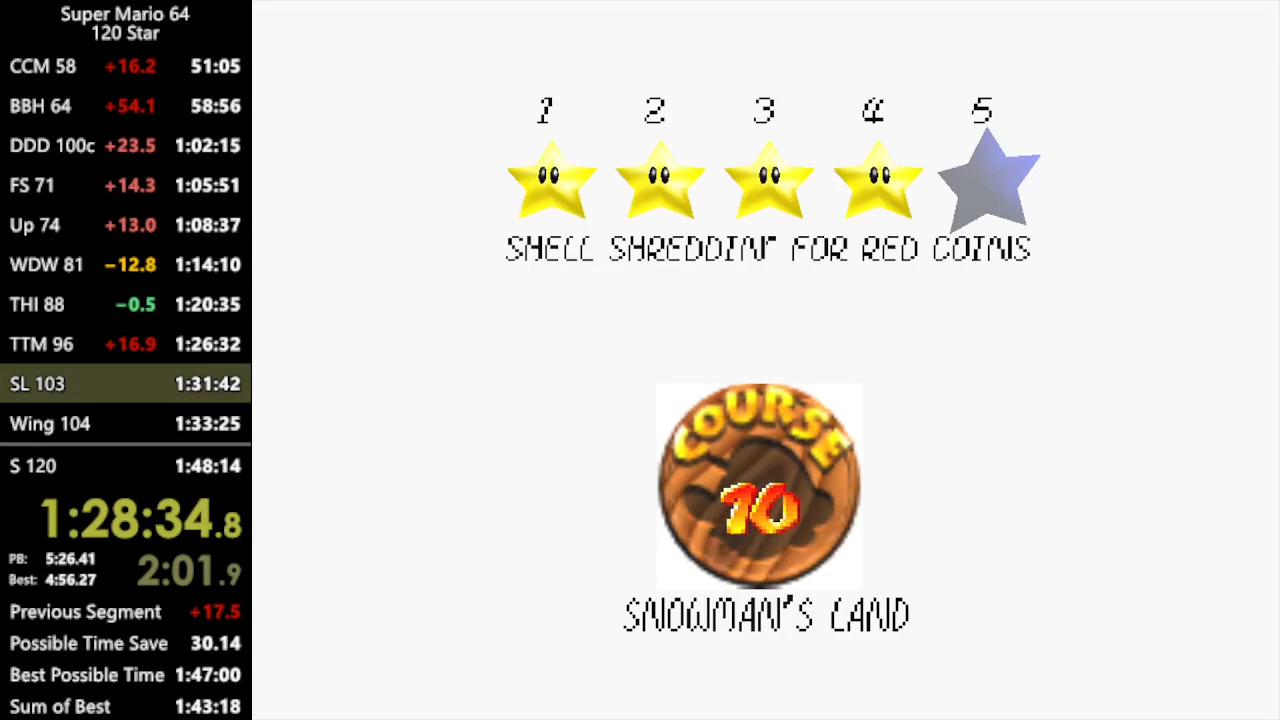 Super Mario 64
120 Star
CCM 58 +16.2 51:05
BBH 64 +54.1 58:56
DDD 100c +23.5 1:02:15
FS 71 +14.3 1:05:51
Up 74 +13.0 1:08:37
WDW 81 −12.8 1:14:10
THI 88 −0.5 1:20:35
TTM 96 +16.9 1:26:32
SL 103 1:31:42
Wing 104 1:33:25
S 120 1:48:14
1:28:34.8
PB: 5:26.41
Best: 4:56.27
2:01.9
Previous Segment +17.5
Possible Time Save 30.14
Best Possible Time 1:47:00
Sum of Best 1:43:18
1 2 3 4 5
SHELL SHREDDIN' FOR RED COINS
COURSE
10
SNOWMAN'S LAND